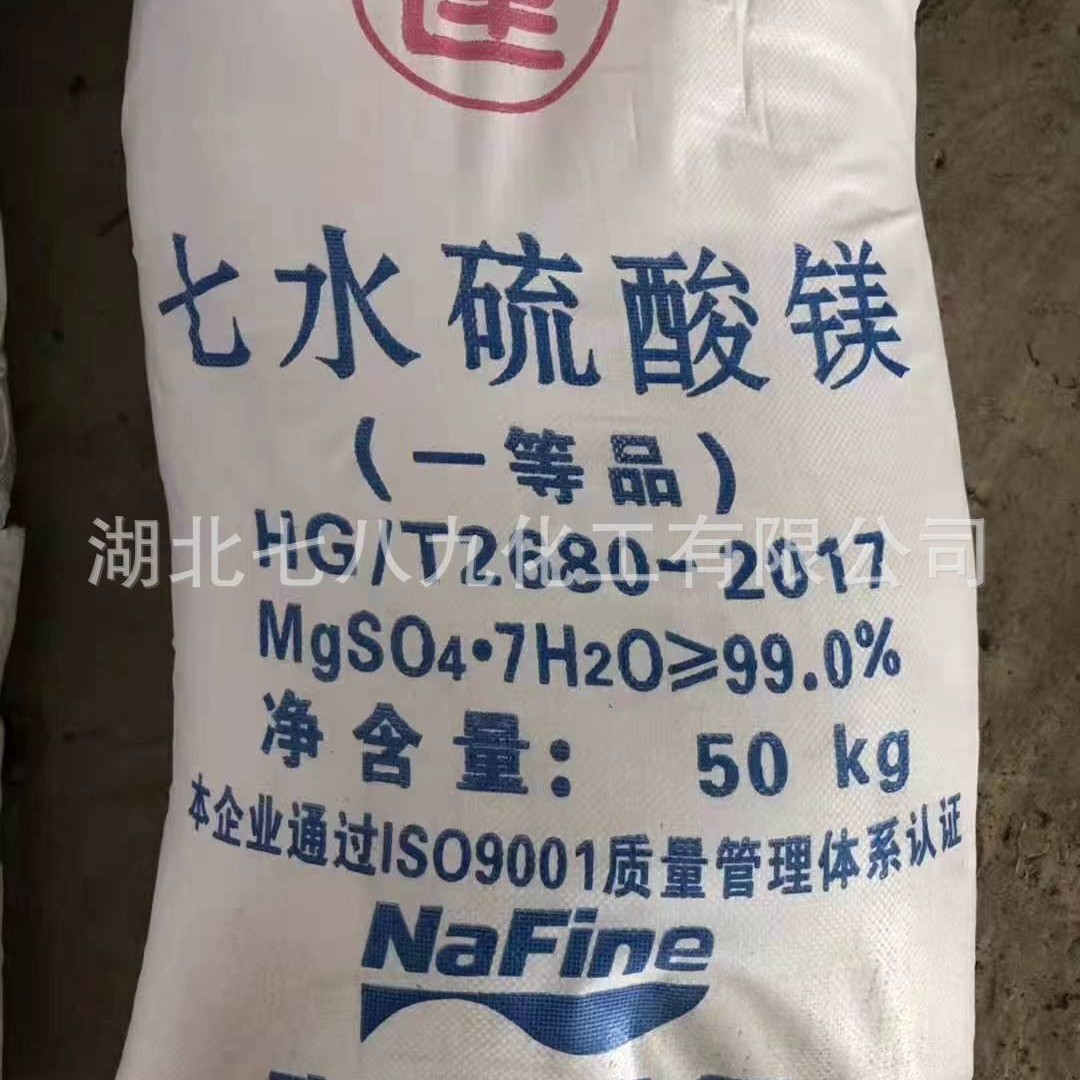 七水硫酸镁
(一等品)
HG/T2680-2017
湖北七八九化工有限公司
MgSO4·7H2O≥99.0%
净含量: 50 kg
本企业通过ISO9001质量管理体系认证
NaFine